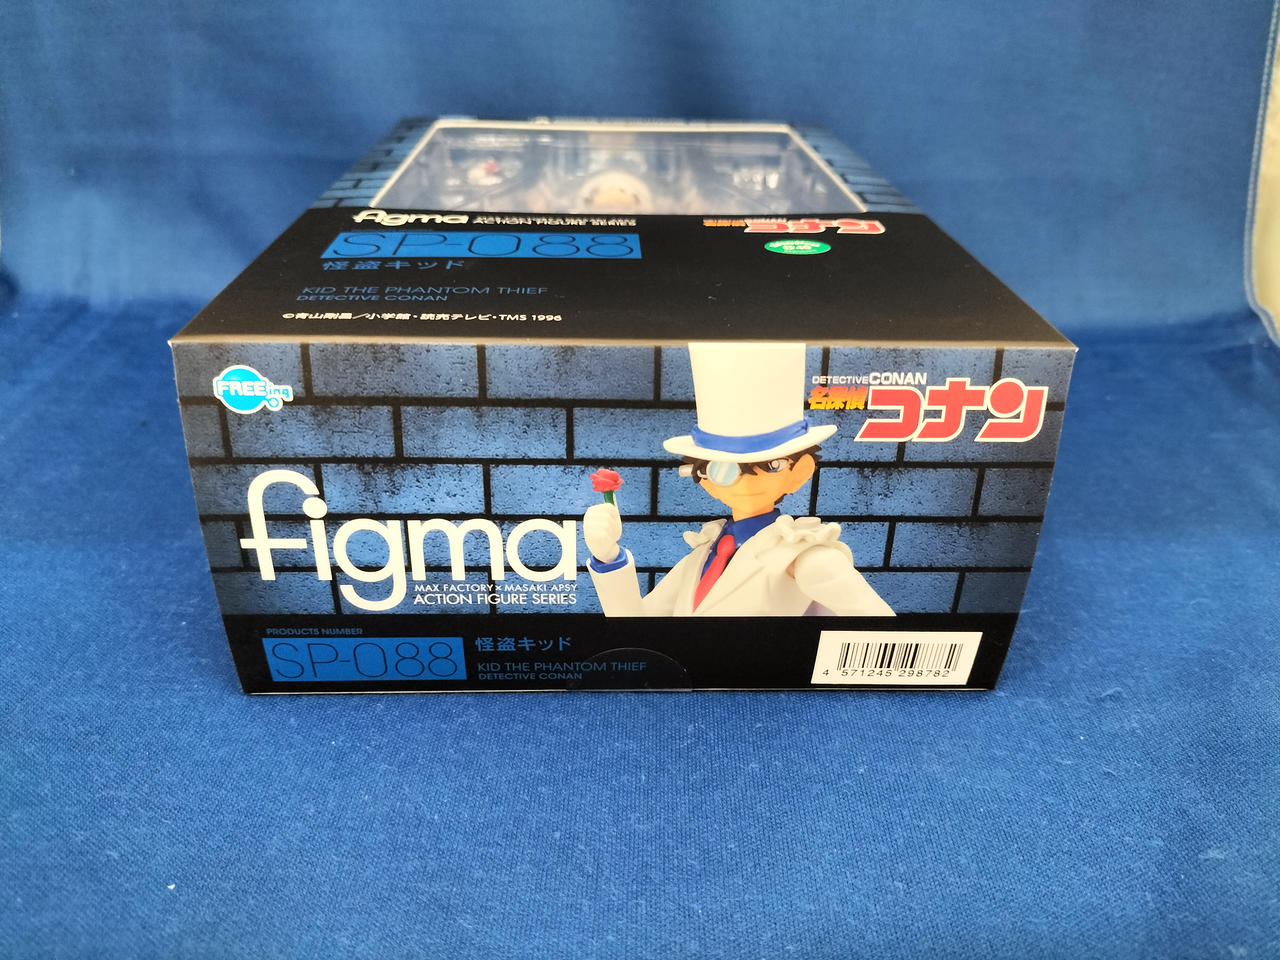 figma
ACTION FIGURE SERIES
名探偵コナン
SP-088
怪盗キッド
KID THE PHANTOM THIEF
DETECTIVE CONAN
©青山剛昌/小学館・読売テレビ・TMS 1996
FREEing
DETECTIVE CONAN
名探偵コナン
figma
MAX FACTORY×MASAKI APSY
ACTION FIGURE SERIES
PRODUCTS NUMBER
SP-088
怪盗キッド
KID THE PHANTOM THIEF
DETECTIVE CONAN
4 571245 298782